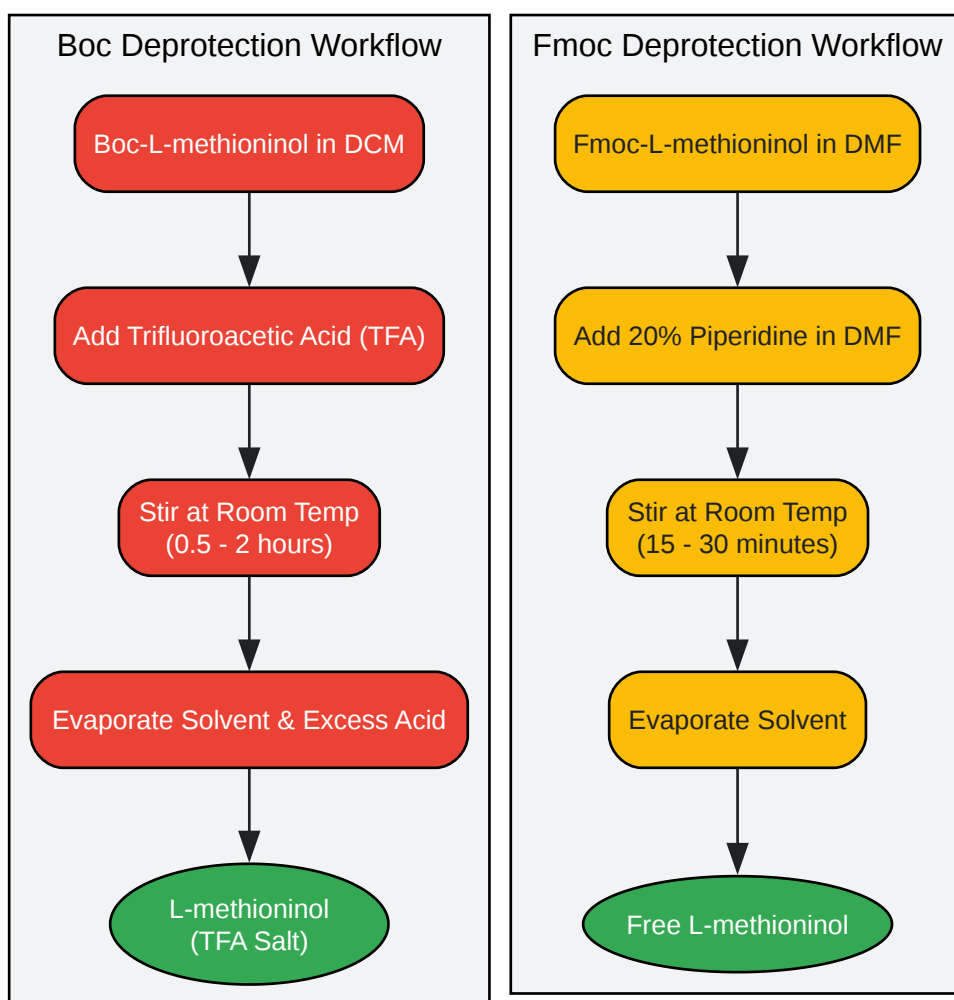 Boc Deprotection Workflow
Boc-L-methioninol in DCM
Add Trifluoroacetic Acid (TFA)
Stir at Room Temp
(0.5 - 2 hours)
Evaporate Solvent & Excess Acid
L-methioninol
(TFA Salt)
Fmoc Deprotection Workflow
Fmoc-L-methioninol in DMF
Add 20% Piperidine in DMF
Stir at Room Temp
(15 - 30 minutes)
Evaporate Solvent
Free L-methioninol